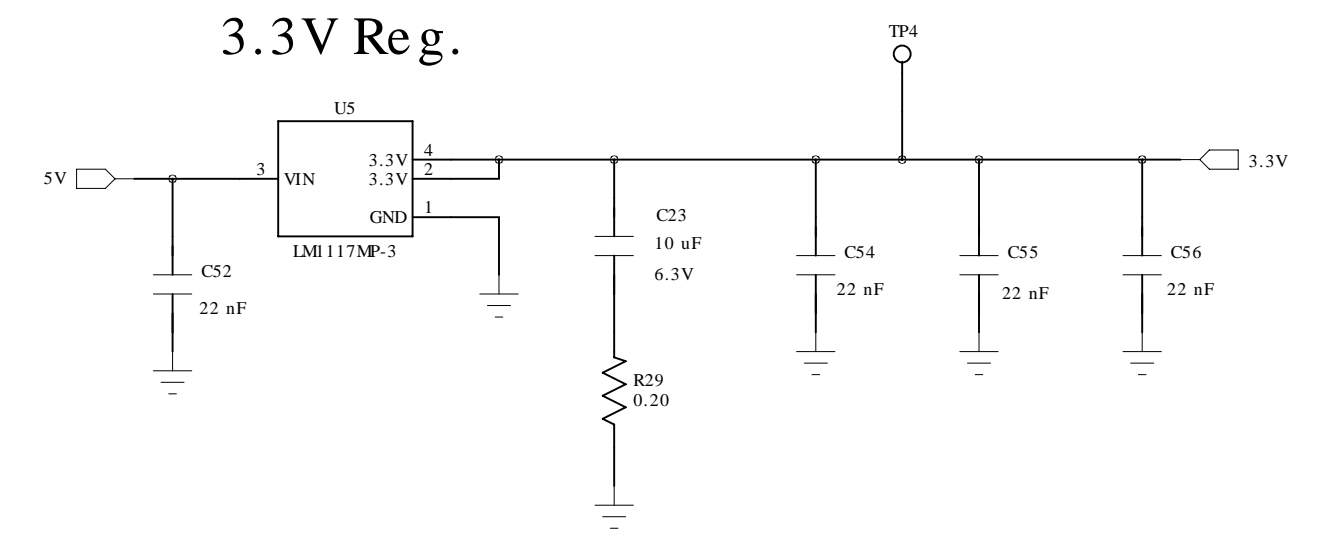 3.3V Reg.
TP4
U5
5V
3
VIN
3.3V
4
3.3V
2
GND
1
3.3V
LM1117MP-3
C52
22 nF
C23
10 uF
6.3V
C54
22 nF
C55
22 nF
C56
22 nF
R29
0.20